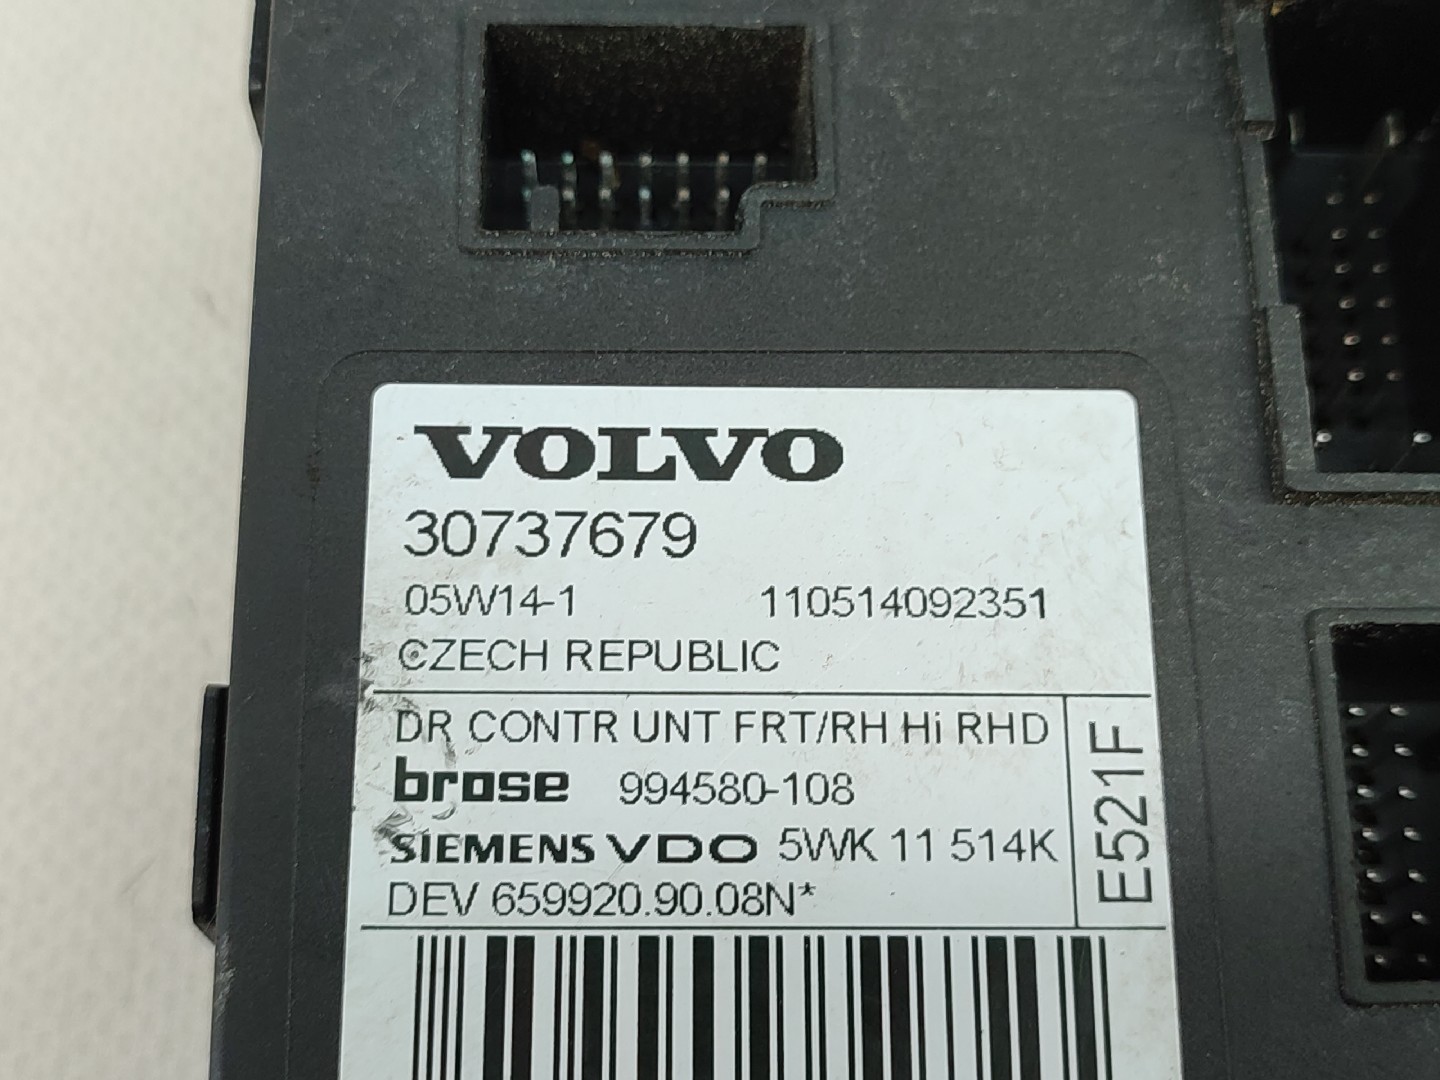 VOLVO
30737679
05W14-1 110514092351
CZECH REPUBLIC
DR CONTR UNT FRT/RH Hi RHD
brose 994580-108
SIEMENS VDO 5WK 11 514K
DEV 659920.90.08N*
E521F